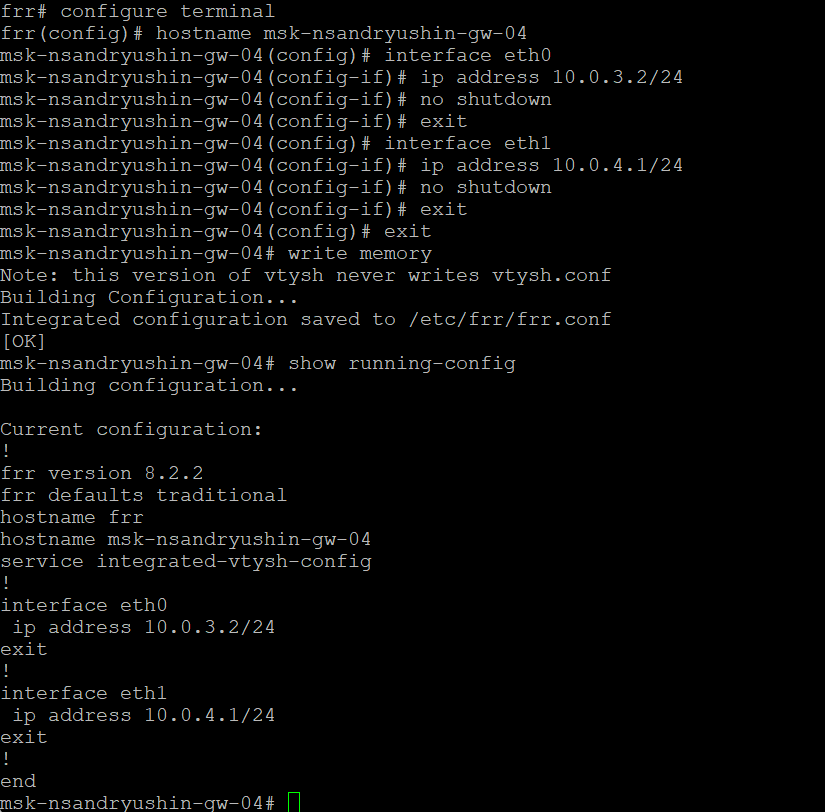 frr# configure terminal
frr(config)# hostname msk-nsandryushin-gw-04
msk-nsandryushin-gw-04(config)# interface eth0
msk-nsandryushin-gw-04(config-if)# ip address 10.0.3.2/24
msk-nsandryushin-gw-04(config-if)# no shutdown
msk-nsandryushin-gw-04(config-if)# exit
msk-nsandryushin-gw-04(config)# interface eth1
msk-nsandryushin-gw-04(config-if)# ip address 10.0.4.1/24
msk-nsandryushin-gw-04(config-if)# no shutdown
msk-nsandryushin-gw-04(config-if)# exit
msk-nsandryushin-gw-04(config)# exit
msk-nsandryushin-gw-04# write memory
Note: this version of vtysh never writes vtysh.conf
Building Configuration...
Integrated configuration saved to /etc/frr/frr.conf
[OK]
msk-nsandryushin-gw-04# show running-config
Building configuration...

Current configuration:
!
frr version 8.2.2
frr defaults traditional
hostname frr
hostname msk-nsandryushin-gw-04
service integrated-vtysh-config
!
interface eth0
 ip address 10.0.3.2/24
exit
!
interface eth1
 ip address 10.0.4.1/24
exit
!
end
msk-nsandryushin-gw-04#